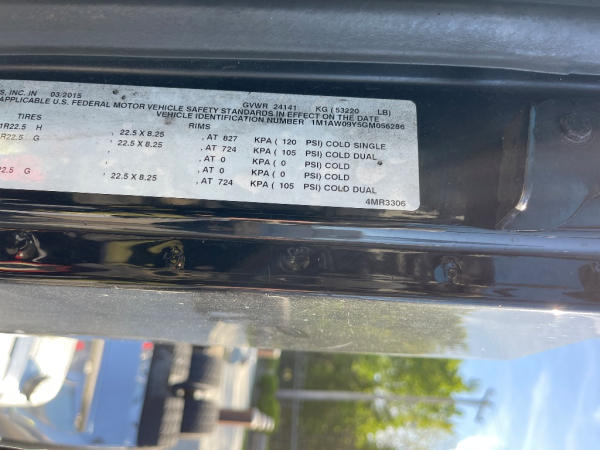 S, INC. IN 03/2015 GVWR 24141 KG ( 53220 LB)
APPLICABLE U.S. FEDERAL MOTOR VEHICLE SAFETY STANDARDS IN EFFECT ON THE DATE
VEHICLE IDENTIFICATION NUMBER 1M1AW09Y5GM056286
TIRES RIMS
1R22.5 H , 22.5 X 8.25 , AT 827 KPA ( 120 PSI) COLD SINGLE
R22.5 G , 22.5 X 8.25 , AT 724 KPA ( 105 PSI) COLD DUAL
, AT 0 KPA ( 0 PSI) COLD
, AT 0 KPA ( 0 PSI) COLD
22.5 G , 22.5 X 8.25 , AT 724 KPA ( 105 PSI) COLD DUAL
4MR3306